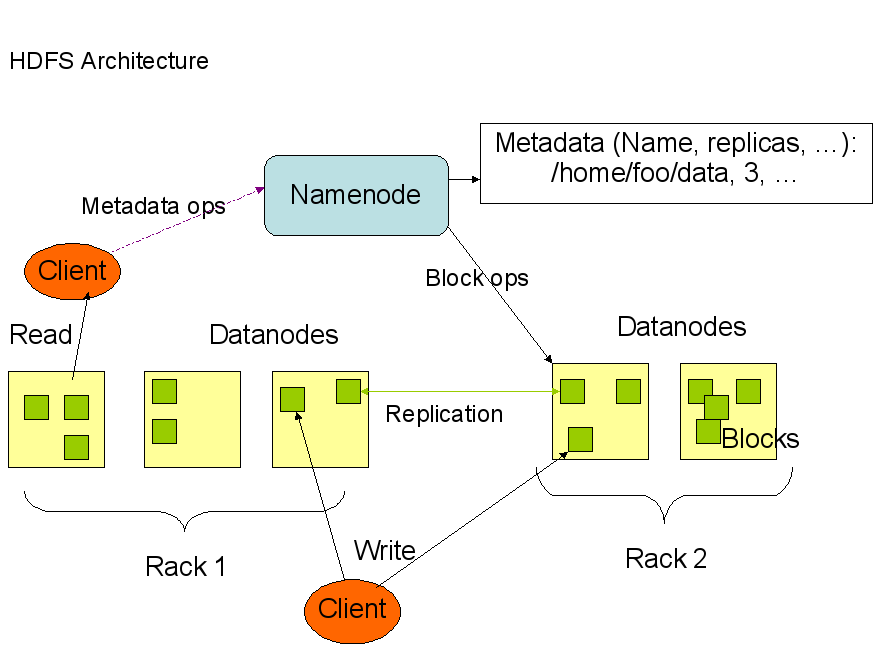 HDFS Architecture
Metadata (Name, replicas, ...):
/home/foo/data, 3, ...
Namenode
Metadata ops
Client
Block ops
Read
Datanodes
Datanodes
Replication
Blocks
Write
Rack 1
Rack 2
Client